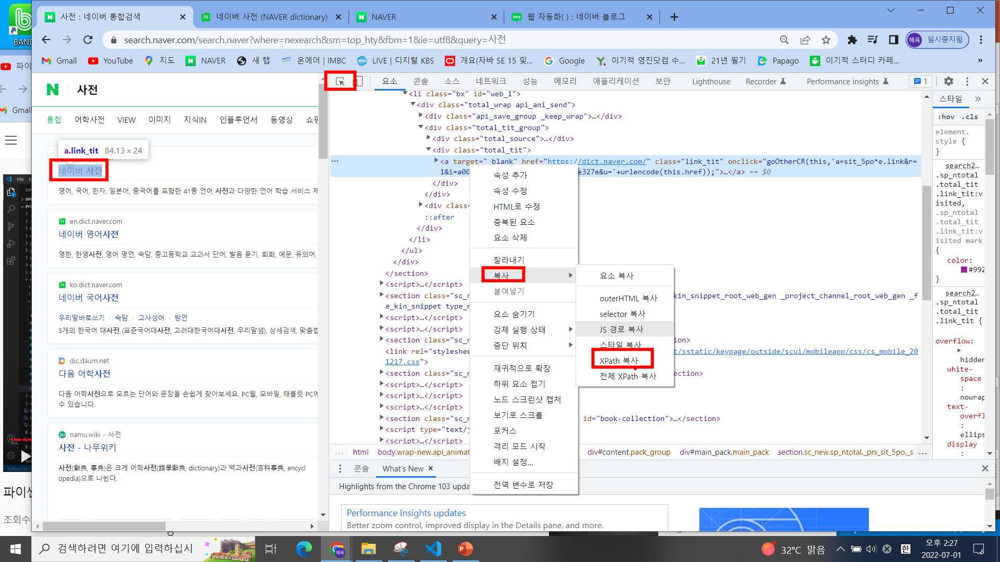 BAND
사전 : 네이버 통합검색
네이버 사전 (NAVER dictionary)
NAVER
웹 자동화( ) : 네이버 블로그
search.naver.com/search.naver?where=nexearch&sm=top_hty&fbm=1&ie=utf8&query=사전
해옥
일시중지됨
Gmail
YouTube
지도
NAVER
새 탭
온에어 | iMBC
LIVE | 디지털 KBS
개요(자바 SE 15 및...
Google
이기적 영진닷컴 수...
21년 필기
Papago
이기적 스터디 카페...
»
파이
Gmai
사전
통합 어학사전 VIEW 이미지 지식iN 인플루언서 동영상
a.link_tit 84.13 × 24
네이버 사전
영어, 국어, 한자, 일본어, 중국어를 포함한 41종 언어 사전과 다양한 언어 학습 서비스 제
en.dict.naver.com
네이버 영어사전
영한, 한영사전, 영어 명언, 속담, 중고등학교 교과서 단어, 발음 듣기, 회화, 예문, 유의어,
ko.dict.naver.com
네이버 국어사전
우리말바로쓰기 · 속담 · 고사성어 · 방언
3개의 한국어 대사전 (표준국어대사전, 고려대한국어대사전, 우리말샘), 상세검색, 맞춤법
dic.daum.net
다음 어학사전
다음 어학사전으로 모르는 단어와 문장을 손쉽게 찾아보세요. PC웹, 모바일, 태블릿 PC에
수 있습니다.
namu.wiki › 사전
사전 - 나무위키
사전(辭典, 事典)은 크게 어학사전(語學辭典, dictionary)과 백과사전(百科事典, encycl
opedia)으로 나뉜다.
요소 콘솔 소스 네트워크 성능 메모리 애플리케이션 보안 Lighthouse Recorder Performance insights 1
<li class="bx" id="web_1">
<div class="total_wrap api_ani_send">
<div class="api_save_group _keep_wrap">…</div>
<div class="total_tit_group">
<div class="total_source">…</div>
<div class="total_tit">
<a target="_blank" href="https://dict.naver.com/" class="link_tit" onclick="goOtherCR(this,'a=sit_5po*e.link&r=
1&i=a00 e327e&u='+urlencode(this.href));">…</a> == $0
</div>
</div>
<div clas
::after
</div>
</li>
</ul>
</div>
</section>
<script>…</script>
<section class="sc_ kin_snippet_root_web_gen _project_channel_root_web_gen _f
e_kin_snippet type_
<script>…</script>
<script>…</script>
<section class="sc_ on>
<link rel="styleshe t/sstatic/keypage/outside/scui/mobileapp/css/cs_mobile_20
1217.css">
<section class="sc_ ection>
<script>…</script>
<script>…</script>
<script>…</script>
<section class="sc_ id="book-collection">…</section>
<script type="text/
<script>…</script>
속성 추가
속성 수정
HTML로 수정
중복된 요소
요소 삭제
잘라내기
복사
붙여넣기
요소 숨기기
강제 실행 상태
중단 위치
재귀적으로 확장
하위 요소 접기
노드 스크린샷 캡처
보기로 스크롤
포커스
격리 모드 시작
배지 설정...
전역 변수로 저장
요소 복사
outerHTML 복사
selector 복사
JS 경로 복사
스타일 복사
XPath 복사
전체 XPath 복사
스타일 »
:hov .cls
element.
style {
}
search2…
.sp_ntotal
.total_tit
.link_tit:v
isited,
.sp_ntotal
.total_tit
.link_tit:v
isited mark
{
color:
#992
}
search2…
.sp_ntotal
.total_tit
.link_tit {
overflow:
hidden
white-
space
:
nowrap
text-
overfl
:
ellips
display
:
... html body.wrap-new.api_animat div#content.pack_group div#main_pack.main_pack section.sc_new.sp_ntotal._prs_sit_5po._s ...
콘솔 What's New
Highlights from the Chrome 103 upda
Performance Insights updates
Better zoom control, improved display in the Details pane, and more.
File
Python 3.8.1
파이썬
조회수
검색하려면 여기에 입력하십시
32°C 맑음
한
오후 2:27
2022-07-01